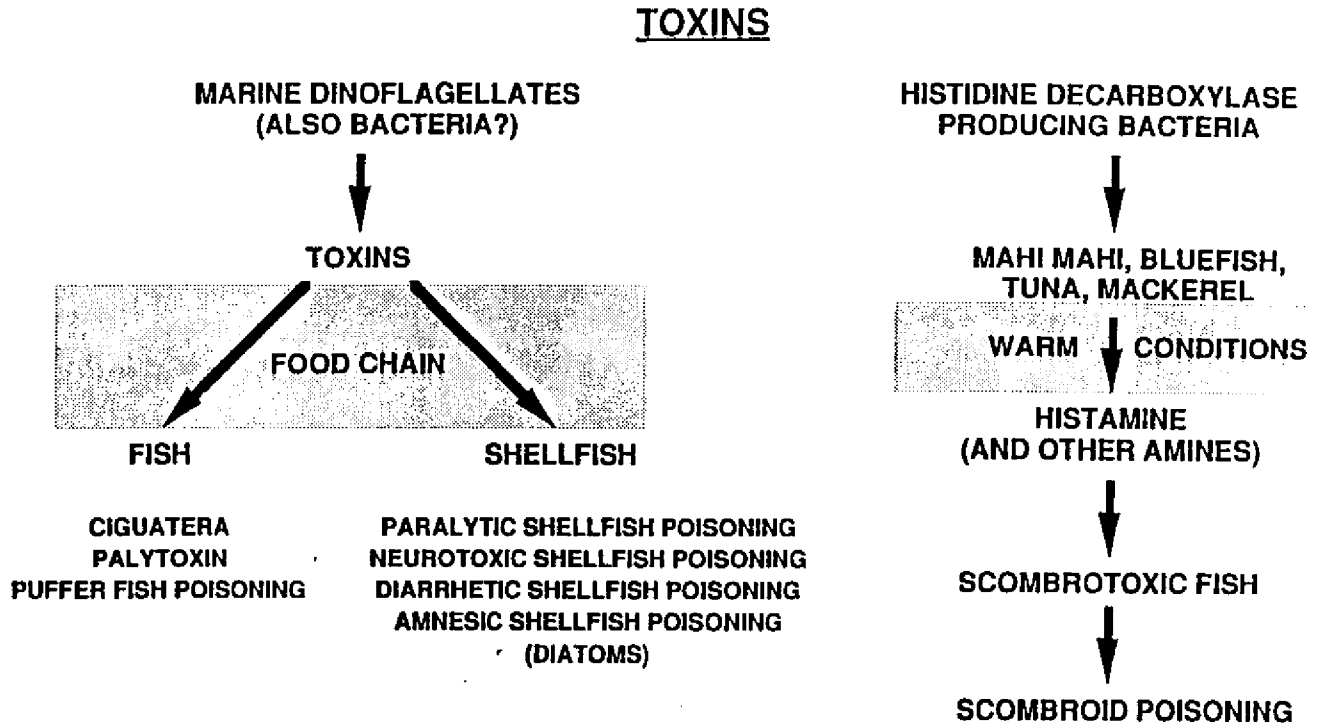 TOXINS
MARINE DINOFLAGELLATES
(ALSO BACTERIA?)
TOXINS
FOOD CHAIN
FISH
SHELLFISH
CIGUATERA
PALYTOXIN
PUFFER FISH POISONING
PARALYTIC SHELLFISH POISONING
NEUROTOXIC SHELLFISH POISONING
DIARRHETIC SHELLFISH POISONING
AMNESIC SHELLFISH POISONING
(DIATOMS)
HISTIDINE DECARBOXYLASE
PRODUCING BACTERIA
MAHI MAHI, BLUEFISH,
TUNA, MACKEREL
WARM CONDITIONS
HISTAMINE
(AND OTHER AMINES)
SCOMBROTOXIC FISH
SCOMBROID POISONING